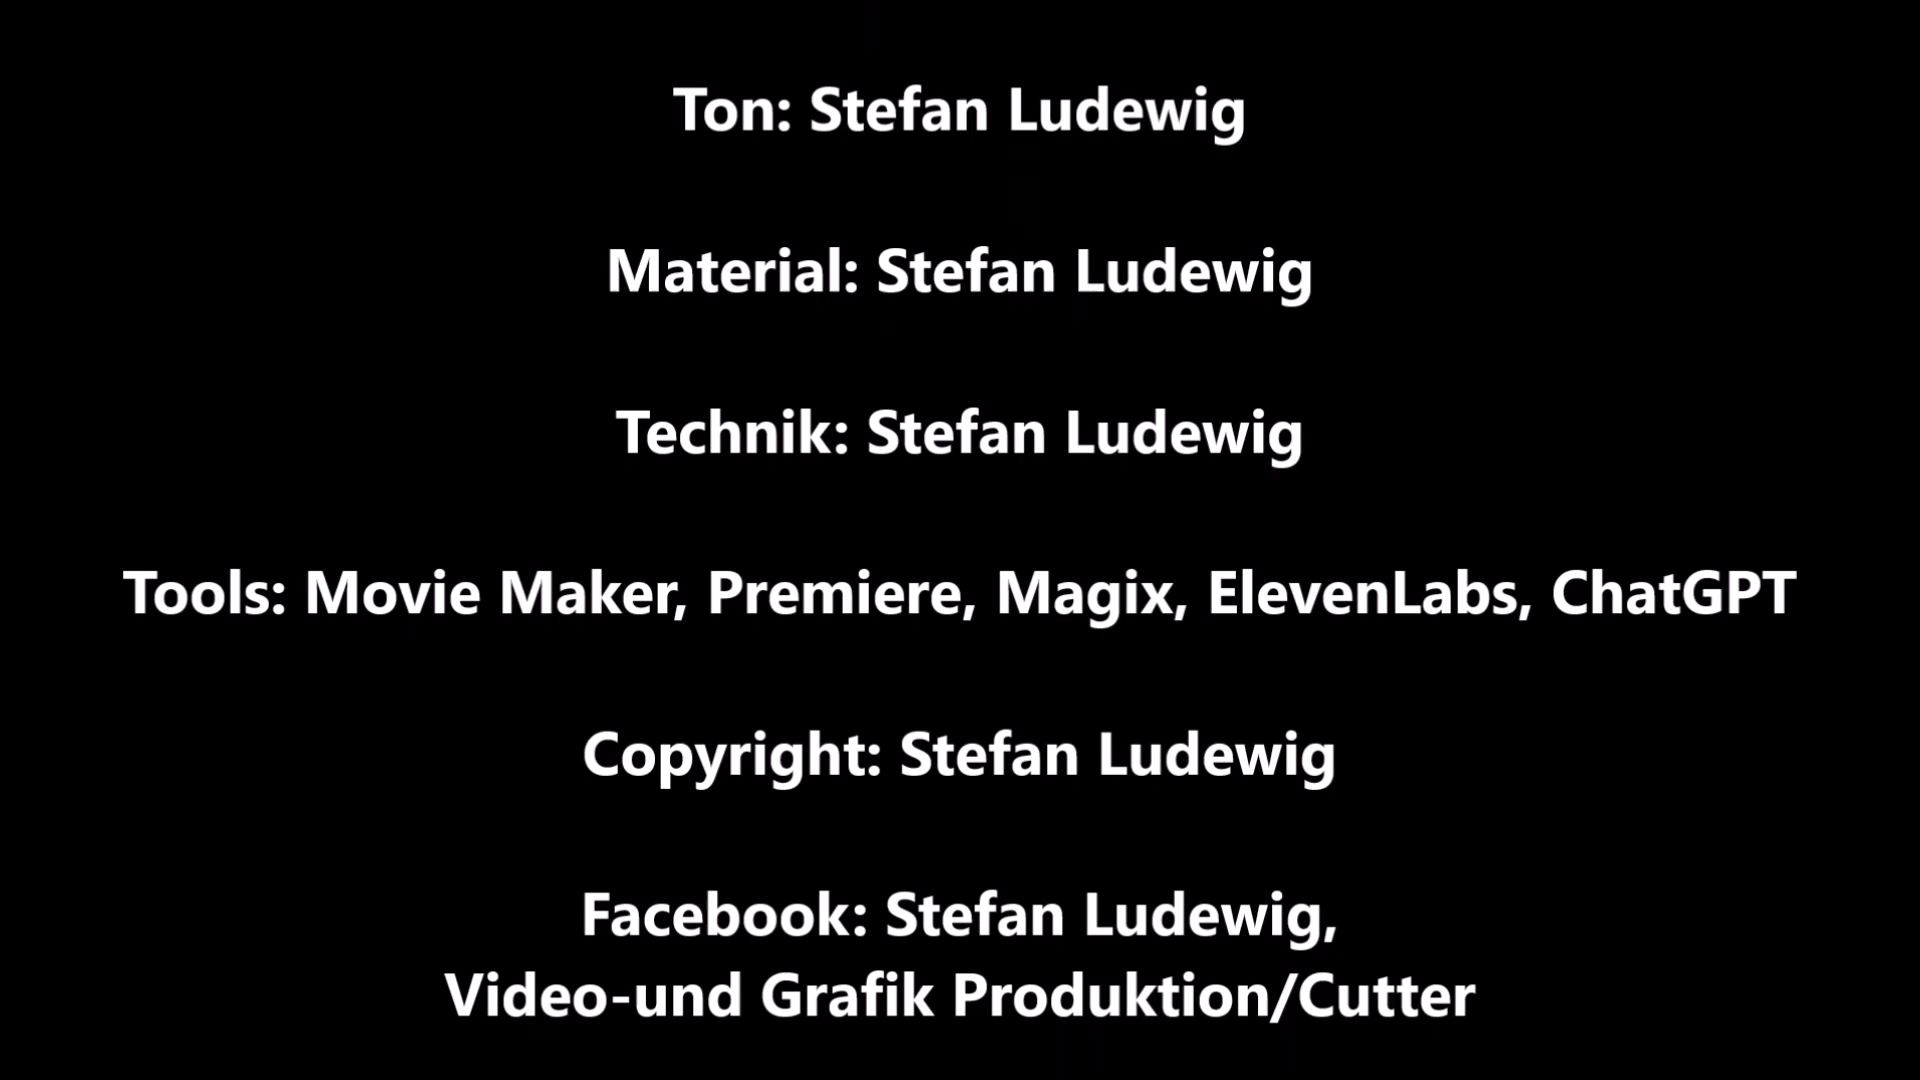 Ton: Stefan Ludewig
Material: Stefan Ludewig
Technik: Stefan Ludewig
Tools: Movie Maker, Premiere, Magix, ElevenLabs, ChatGPT
Copyright: Stefan Ludewig
Facebook: Stefan Ludewig,
Video-und Grafik Produktion/Cutter